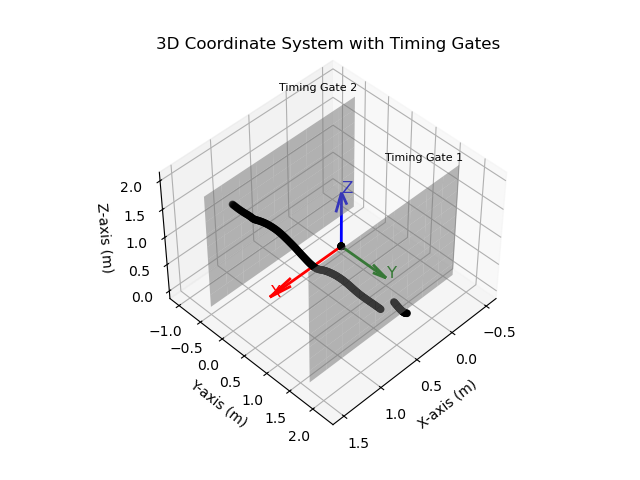 3D Coordinate System with Timing Gates
Timing Gate 2
Timing Gate 1
Z
Y
X
2.0
1.5
1.0
0.5
0.0
Z-axis (m)
−1.0
−0.5
0.0
0.5
1.0
1.5
2.0
Y-axis (m)
−0.5
0.0
0.5
1.0
1.5
X-axis (m)